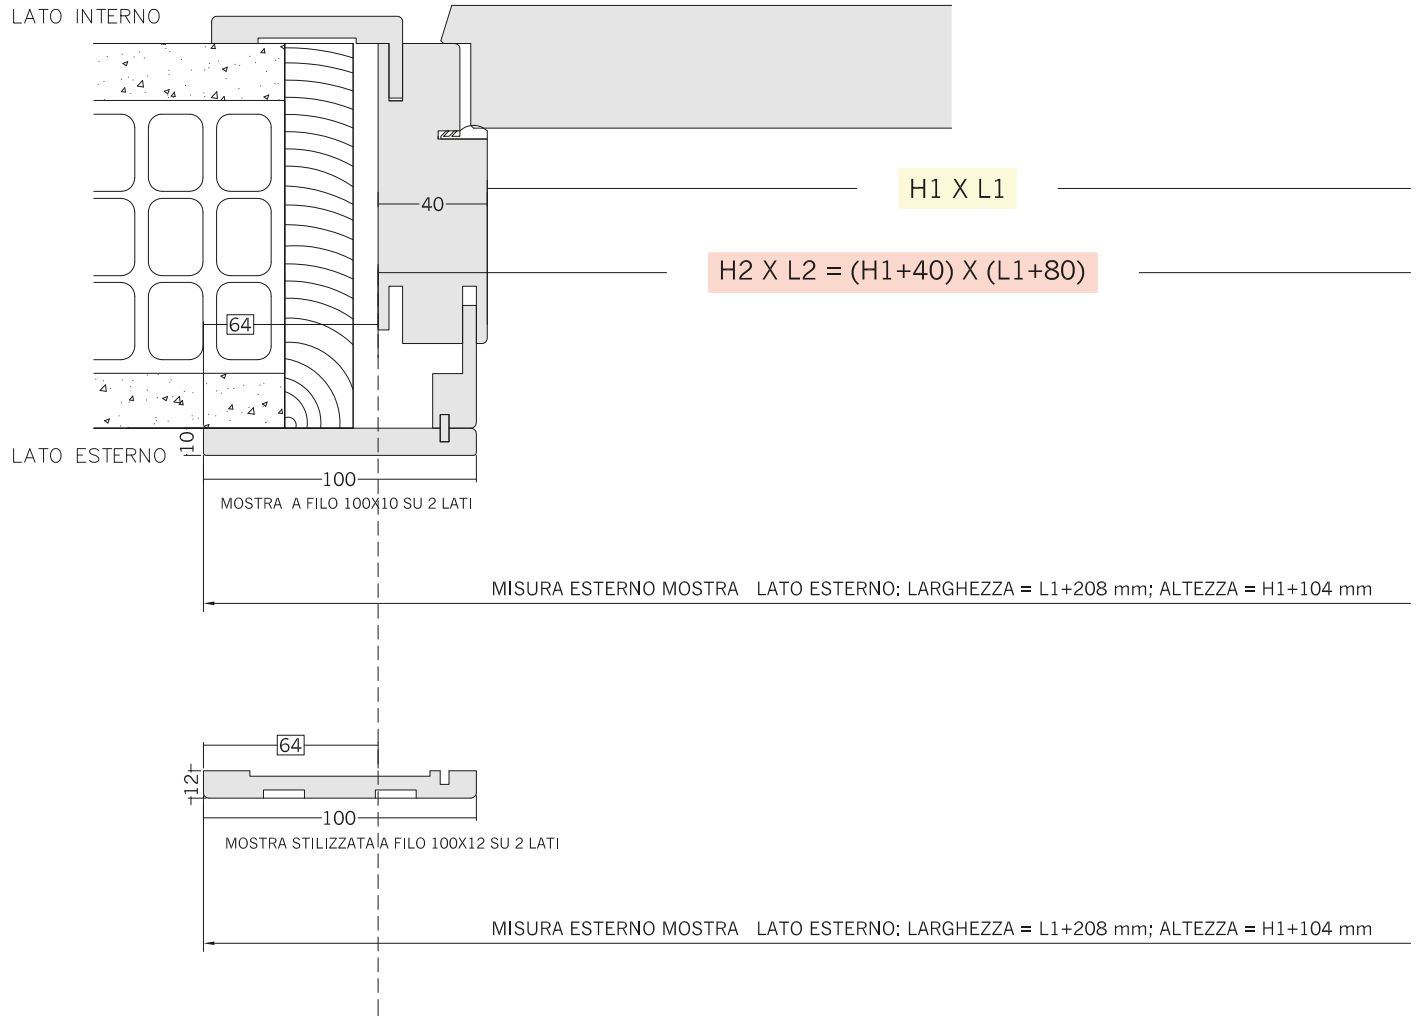 LATO INTERNO
H1 X L1
40
H2 X L2 = (H1+40) X (L1+80)
64
10
LATO ESTERNO
100
MOSTRA A FILO 100X10 SU 2 LATI
MISURA ESTERNO MOSTRA LATO ESTERNO: LARGHEZZA = L1+208 mm; ALTEZZA = H1+104 mm
64
12
100
MOSTRA STILIZZATA A FILO 100X12 SU 2 LATI
MISURA ESTERNO MOSTRA LATO ESTERNO: LARGHEZZA = L1+208 mm; ALTEZZA = H1+104 mm